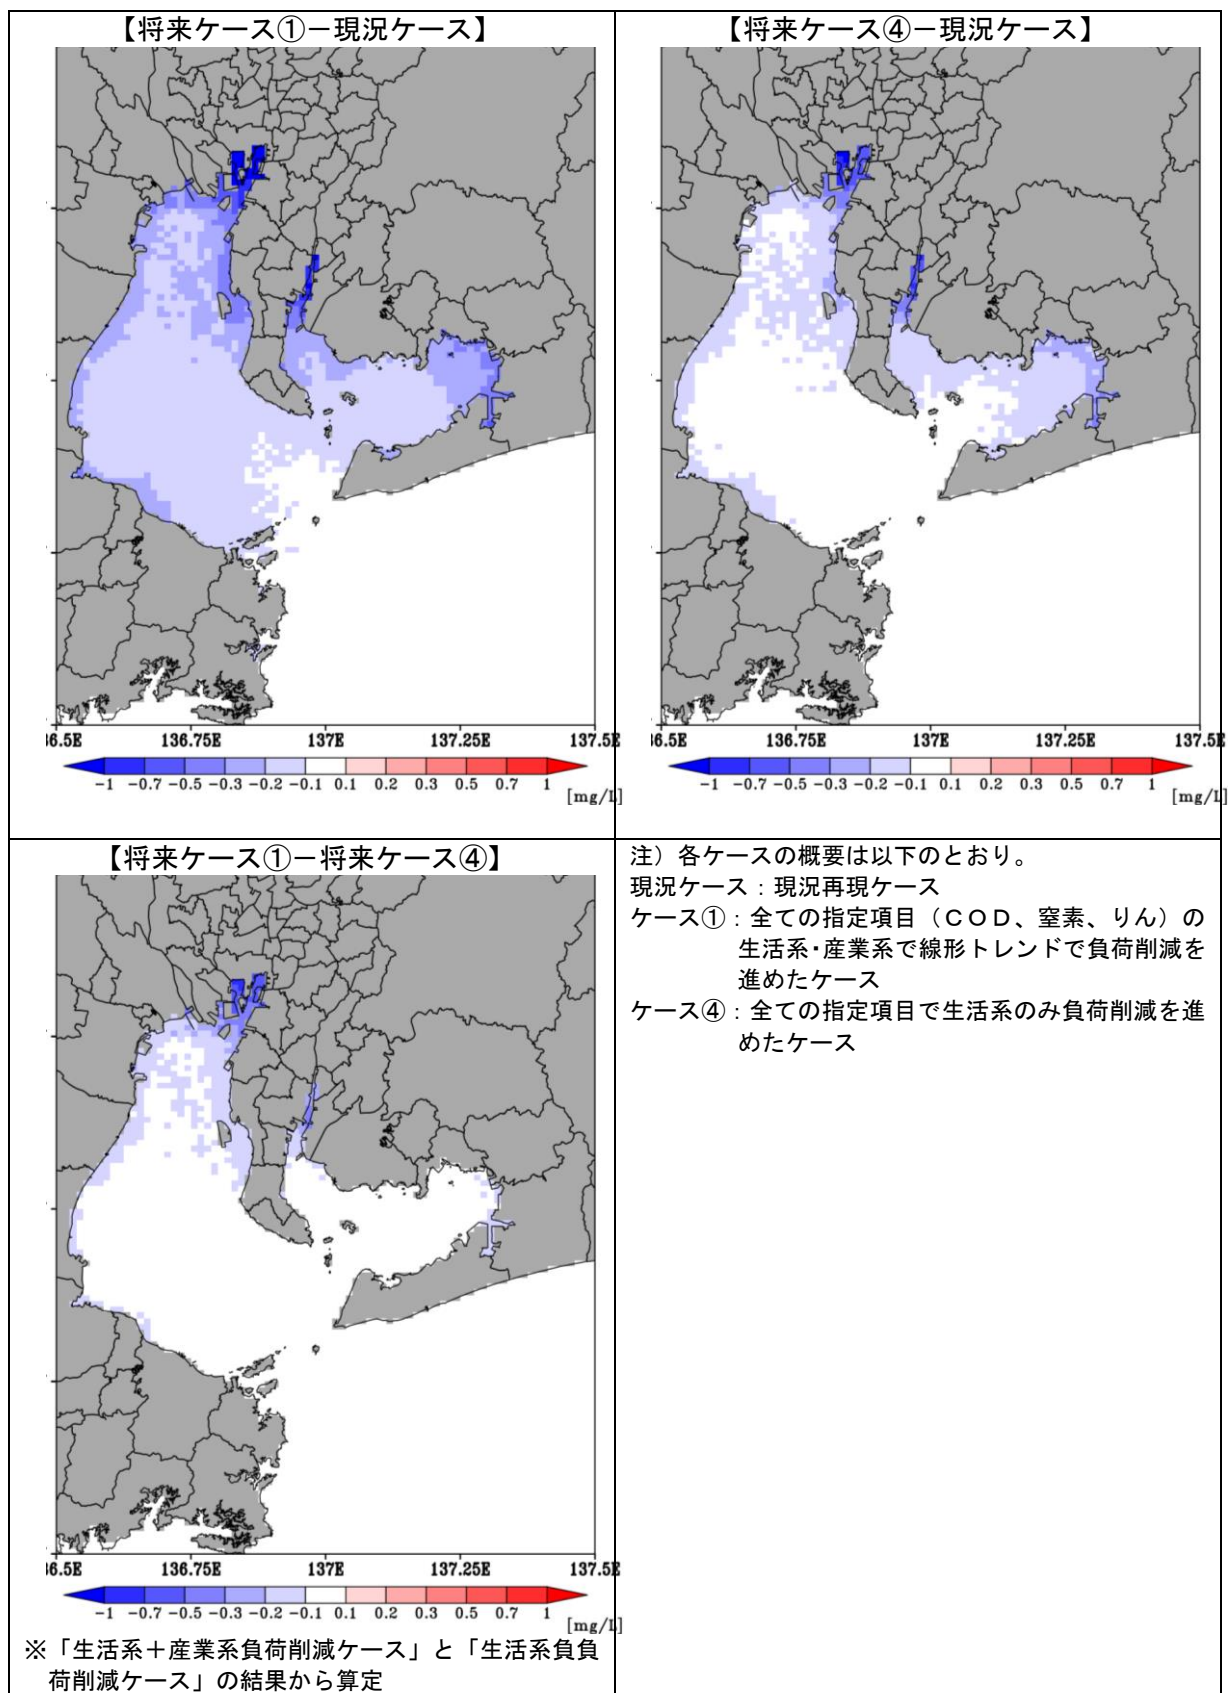 【将来ケース①－現況ケース】
136.75E 137E 137.25E
-1 -0.7 -0.5 -0.3 -0.2 -0.1 0.1 0.2 0.3 0.5 0.7 1
[mg/L]
【将来ケース④－現況ケース】
136.75E 137E 137.25E
-1 -0.7 -0.5 -0.3 -0.2 -0.1 0.1 0.2 0.3 0.5 0.7 1
[mg/L]
【将来ケース①－将来ケース④】
6.5E 136.75E 137E 137.25E 137.5E
-1 -0.7 -0.5 -0.3 -0.2 -0.1 0.1 0.2 0.3 0.5 0.7 1
[mg/L]
※「生活系＋産業系負荷削減ケース」と「生活系負負
荷削減ケース」の結果から算定
注）各ケースの概要は以下のとおり。
現況ケース：現況再現ケース
ケース①：全ての指定項目（ＣＯＤ、窒素、りん）の
生活系・産業系で線形トレンドで負荷削減を
進めたケース
ケース④：全ての指定項目で生活系のみ負荷削減を進
めたケース